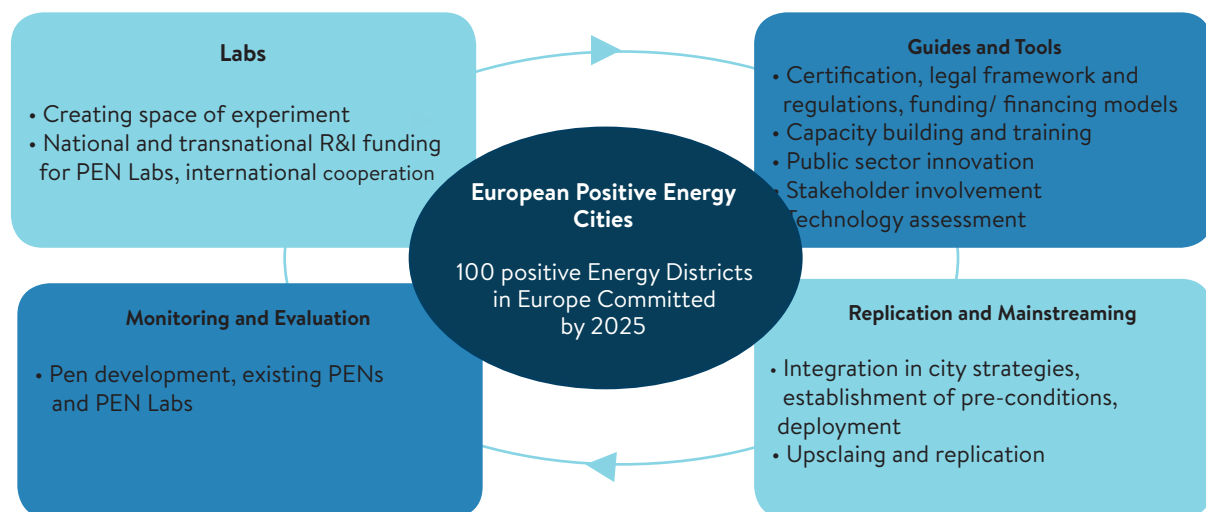 Labs
• Creating space of experiment
• National and transnational R&I funding
for PEN Labs, international cooperation
Guides and Tools
• Certification, legal framework and
regulations, funding/ financing models
• Capacity building and training
• Public sector innovation
• Stakeholder involvement
Technology assessment
European Positive Energy
Cities
100 positive Energy Districts
in Europe Committed
by 2025
Monitoring and Evaluation
• Pen development, existing PENs
and PEN Labs
Replication and Mainstreaming
• Integration in city strategies,
establishment of pre-conditions,
deployment
• Upsclaing and replication